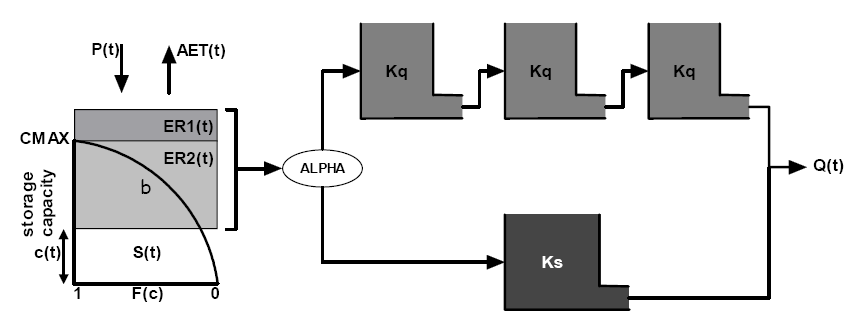 P(t)
AET(t)
ER1(t)
CMAX
ER2(t)
b
storage
capacity
c(t)
S(t)
1
F(c)
0
ALPHA
Kq
Kq
Kq
Ks
Q(t)